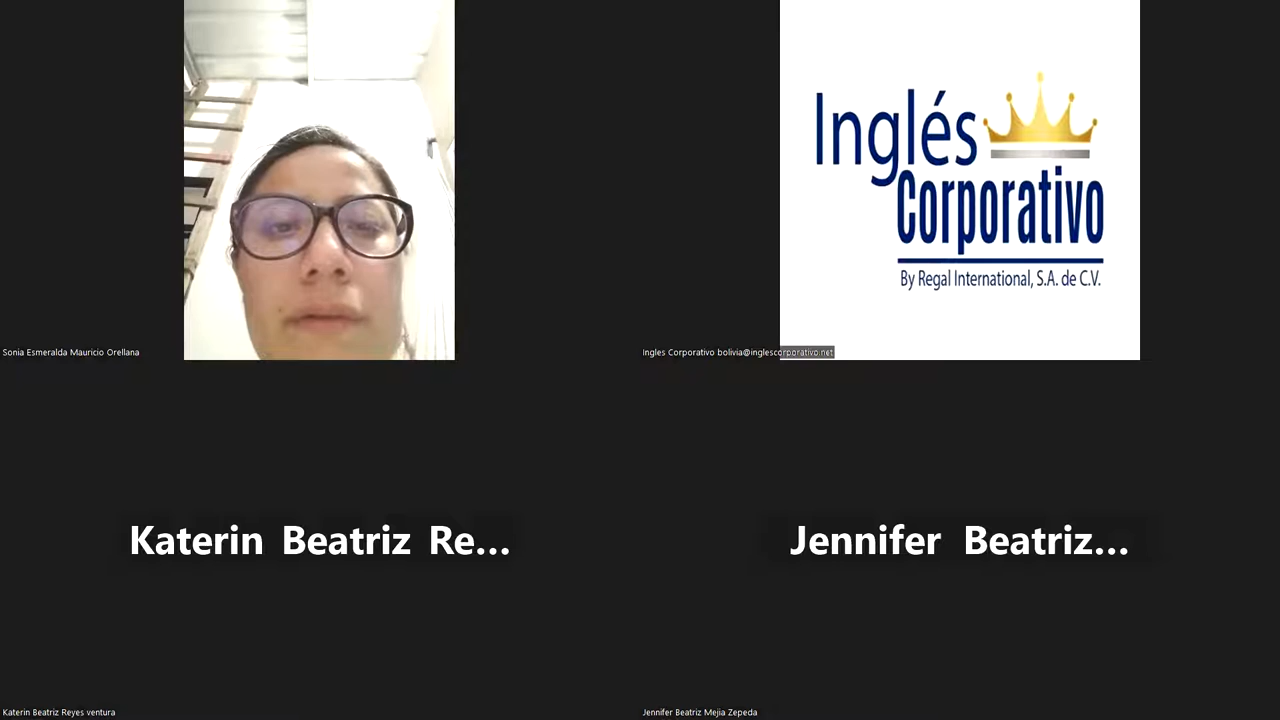 Inglés
Corporativo
By Regal International, S.A. de C.V.
Sonia Esmeralda Mauricio Orellana
Ingles Corporativo bolivia@inglescorporativo.net
Katerin Beatriz Re...
Jennifer Beatriz...
Katerin Beatriz Reyes ventura
Jennifer Beatriz Mejia Zepeda